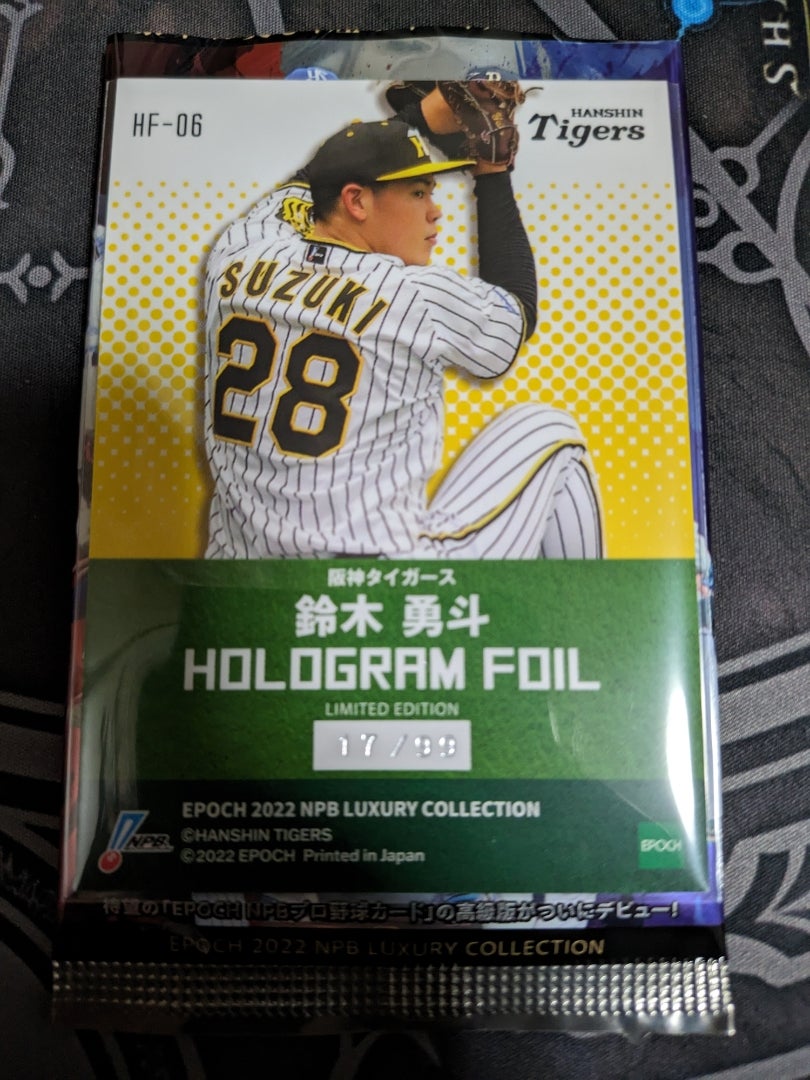 HF-06
HANSHIN
Tigers
SUZUKI
28
阪神タイガース
鈴木 勇斗
HOLOGRAM FOIL
LIMITED EDITION
17/99
EPOCH 2022 NPB LUXURY COLLECTION
©HANSHIN TIGERS
©2022 EPOCH Printed in Japan
NPB
EPOCH
待望の「EPOCH NPBプロ野球カード」の高級版がついにデビュー!
EPOCH 2022 NPB LUXURY COLLECTION